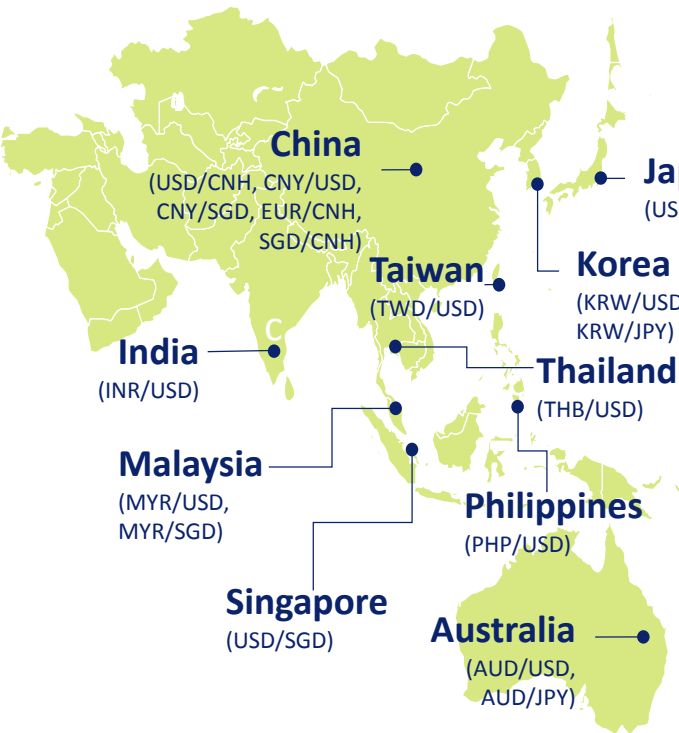 China
(USD/CNH, CNY/USD,
CNY/SGD, EUR/CNH,
SGD/CNH)
Jap
(US
Korea
(KRW/USD
KRW/JPY)
Taiwan
(TWD/USD)
C
India
(INR/USD)
Thailand
(THB/USD)
Malaysia
(MYR/USD,
MYR/SGD)
Philippines
(PHP/USD)
Singapore
(USD/SGD)
Australia
(AUD/USD,
AUD/JPY)